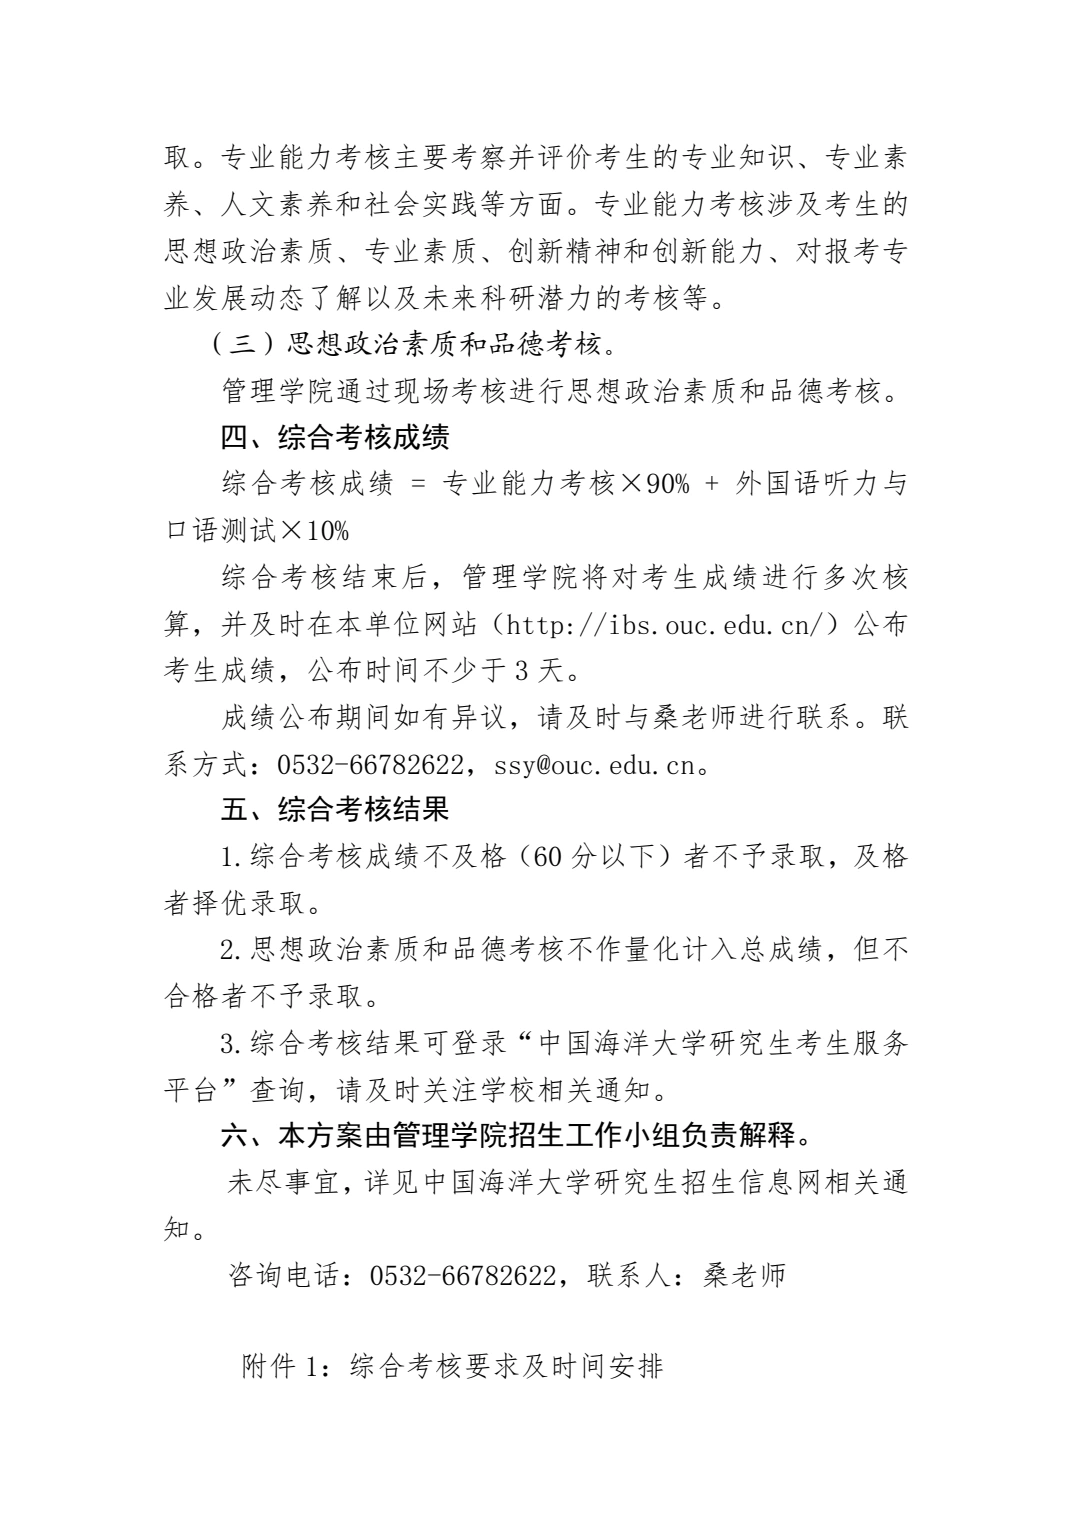 取。专业能力考核主要考察并评价考生的专业知识、专业素
养、人文素养和社会实践等方面。专业能力考核涉及考生的
思想政治素质、专业素质、创新精神和创新能力、对报考专
业发展动态了解以及未来科研潜力的考核等。
（三）思想政治素质和品德考核。
管理学院通过现场考核进行思想政治素质和品德考核。
四、综合考核成绩
综合考核成绩 = 专业能力考核×90% + 外国语听力与
口语测试×10%
综合考核结束后，管理学院将对考生成绩进行多次核
算，并及时在本单位网站（http://ibs.ouc.edu.cn/）公布
考生成绩，公布时间不少于 3 天。
成绩公布期间如有异议，请及时与桑老师进行联系。联
系方式：0532-66782622，ssy@ouc.edu.cn。
五、综合考核结果
1.综合考核成绩不及格（60 分以下）者不予录取，及格
者择优录取。
2.思想政治素质和品德考核不作量化计入总成绩，但不
合格者不予录取。
3.综合考核结果可登录“中国海洋大学研究生考生服务
平台”查询，请及时关注学校相关通知。
六、本方案由管理学院招生工作小组负责解释。
未尽事宜，详见中国海洋大学研究生招生信息网相关通
知。
咨询电话：0532-66782622，联系人：桑老师
附件 1：综合考核要求及时间安排